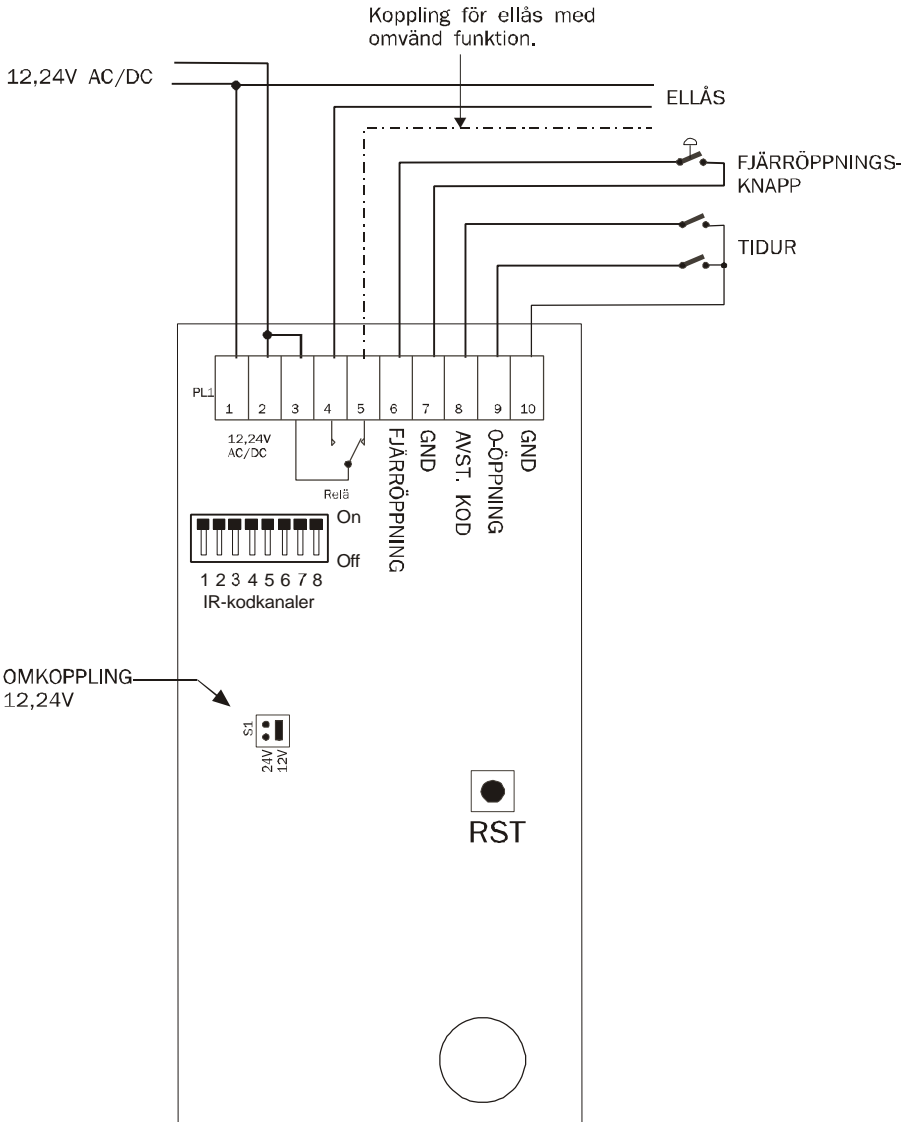 Koppling för ellås med
omvänd funktion.
12,24V AC/DC
ELLÅS
FJÄRRÖPPNINGS-
KNAPP
TIDUR
PL1
1 2 3 4 5 6 7 8 9 10
12,24V
AC/DC
Relä
FJÄRRÖPPNING
GND
AVST. KOD
0-ÖPPNING
GND
On
Off
1 2 3 4 5 6 7 8
IR-kodkanaler
OMKOPPLING
12,24V
S1
24V
12V
RST